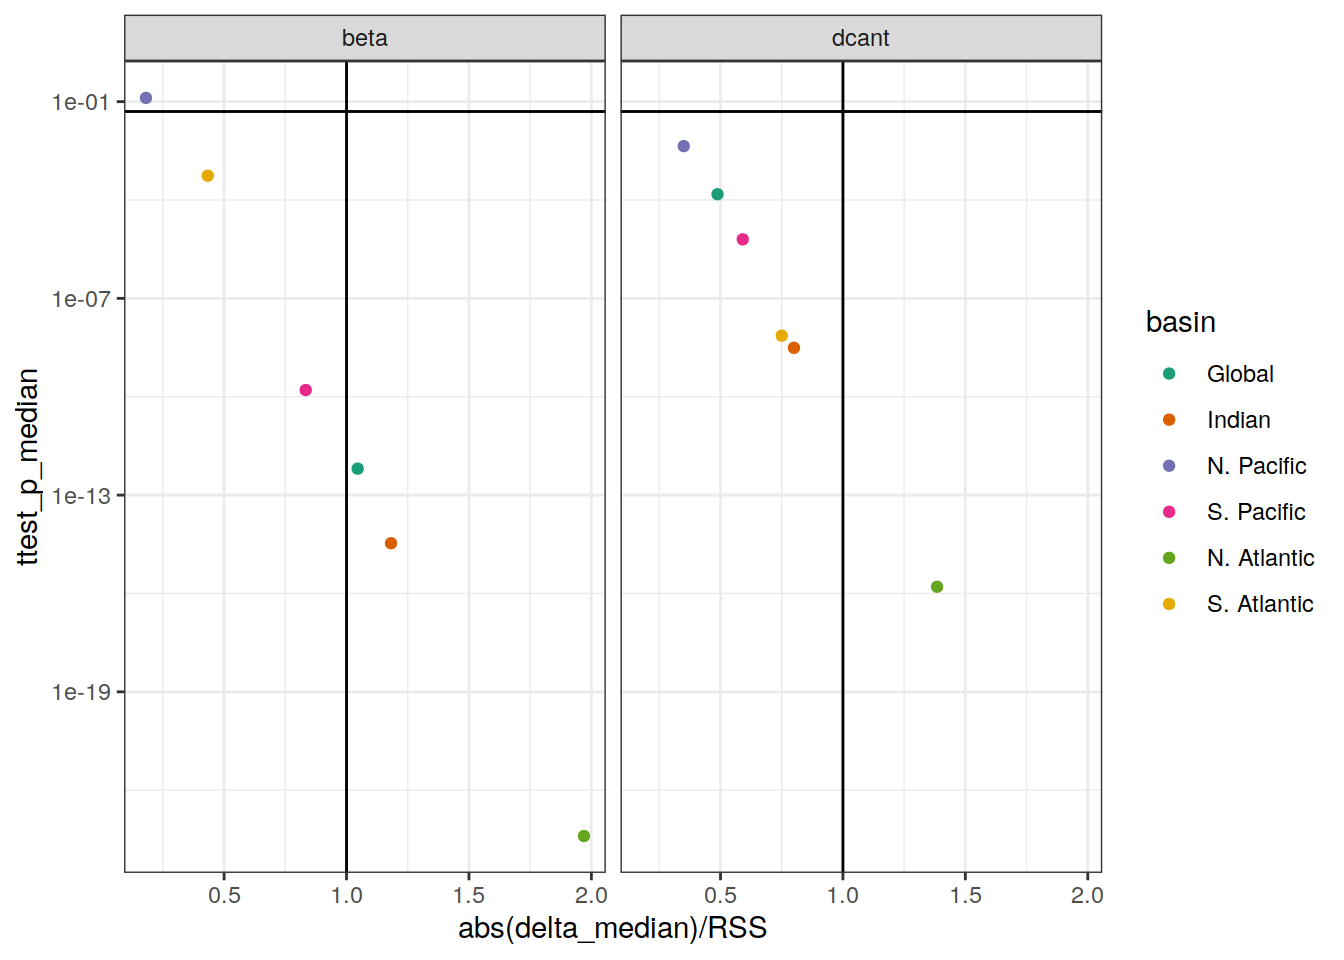 beta
dcant
1e-01
1e-07
1e-13
1e-19
ttest_p_median
0.5
1.0
1.5
2.0
0.5
1.0
1.5
2.0
abs(delta_median)/RSS
basin
Global
Indian
N. Pacific
S. Pacific
N. Atlantic
S. Atlantic